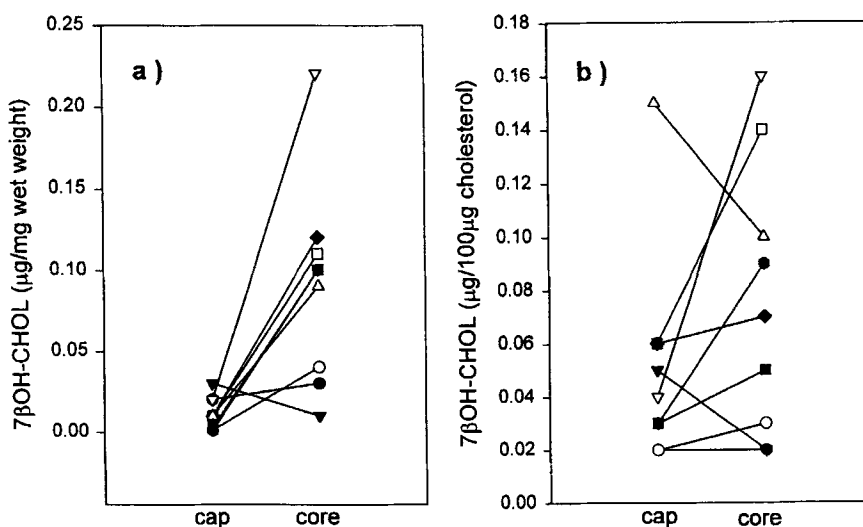 a )
7βOH-CHOL (μg/mg wet weight)
0.25
0.20
0.15
0.10
0.05
0.00
cap
core
b )
7βOH-CHOL (μg/100μg cholesterol)
0.18
0.16
0.14
0.12
0.10
0.08
0.06
0.04
0.02
0.00
cap
core